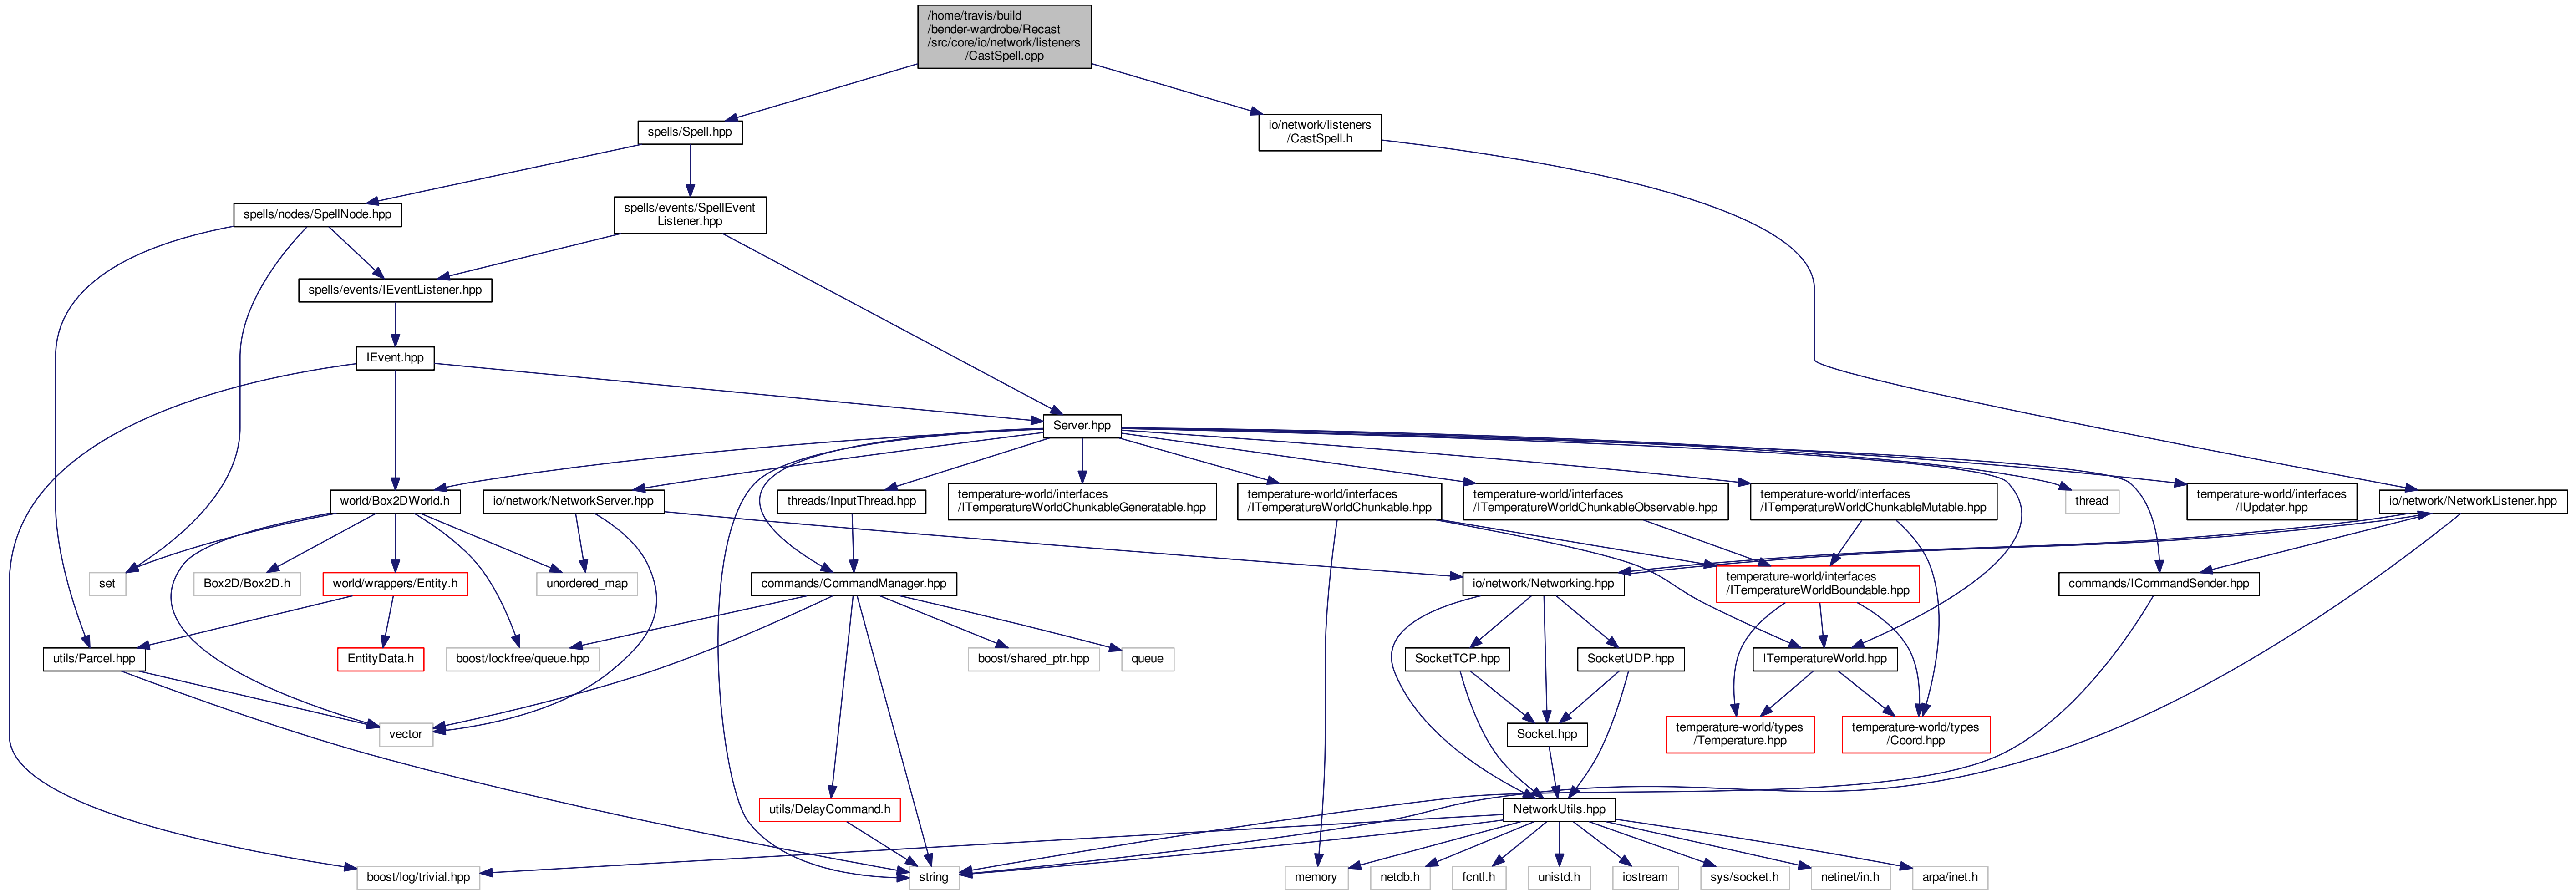 /home/travis/build
/bender-wardrobe/Recast
/src/core/io/network/listeners
/CastSpell.cpp
spells/Spell.hpp
io/network/listeners
/CastSpell.h
spells/nodes/SpellNode.hpp
spells/events/SpellEvent
Listener.hpp
spells/events/IEventListener.hpp
IEvent.hpp
Server.hpp
world/Box2DWorld.h
io/network/NetworkServer.hpp
threads/InputThread.hpp
temperature-world/interfaces
/ITemperatureWorldChunkableGeneratable.hpp
temperature-world/interfaces
/ITemperatureWorldChunkable.hpp
temperature-world/interfaces
/ITemperatureWorldChunkableObservable.hpp
temperature-world/interfaces
/ITemperatureWorldChunkableMutable.hpp
thread
temperature-world/interfaces
/IUpdater.hpp
io/network/NetworkListener.hpp
set
Box2D/Box2D.h
world/wrappers/Entity.h
unordered_map
commands/CommandManager.hpp
io/network/Networking.hpp
temperature-world/interfaces
/ITemperatureWorldBoundable.hpp
commands/ICommandSender.hpp
utils/Parcel.hpp
EntityData.h
boost/lockfree/queue.hpp
boost/shared_ptr.hpp
queue
SocketTCP.hpp
SocketUDP.hpp
ITemperatureWorld.hpp
vector
Socket.hpp
temperature-world/types
/Temperature.hpp
temperature-world/types
/Coord.hpp
utils/DelayCommand.h
NetworkUtils.hpp
boost/log/trivial.hpp
string
memory
netdb.h
fcntl.h
unistd.h
iostream
sys/socket.h
netinet/in.h
arpa/inet.h